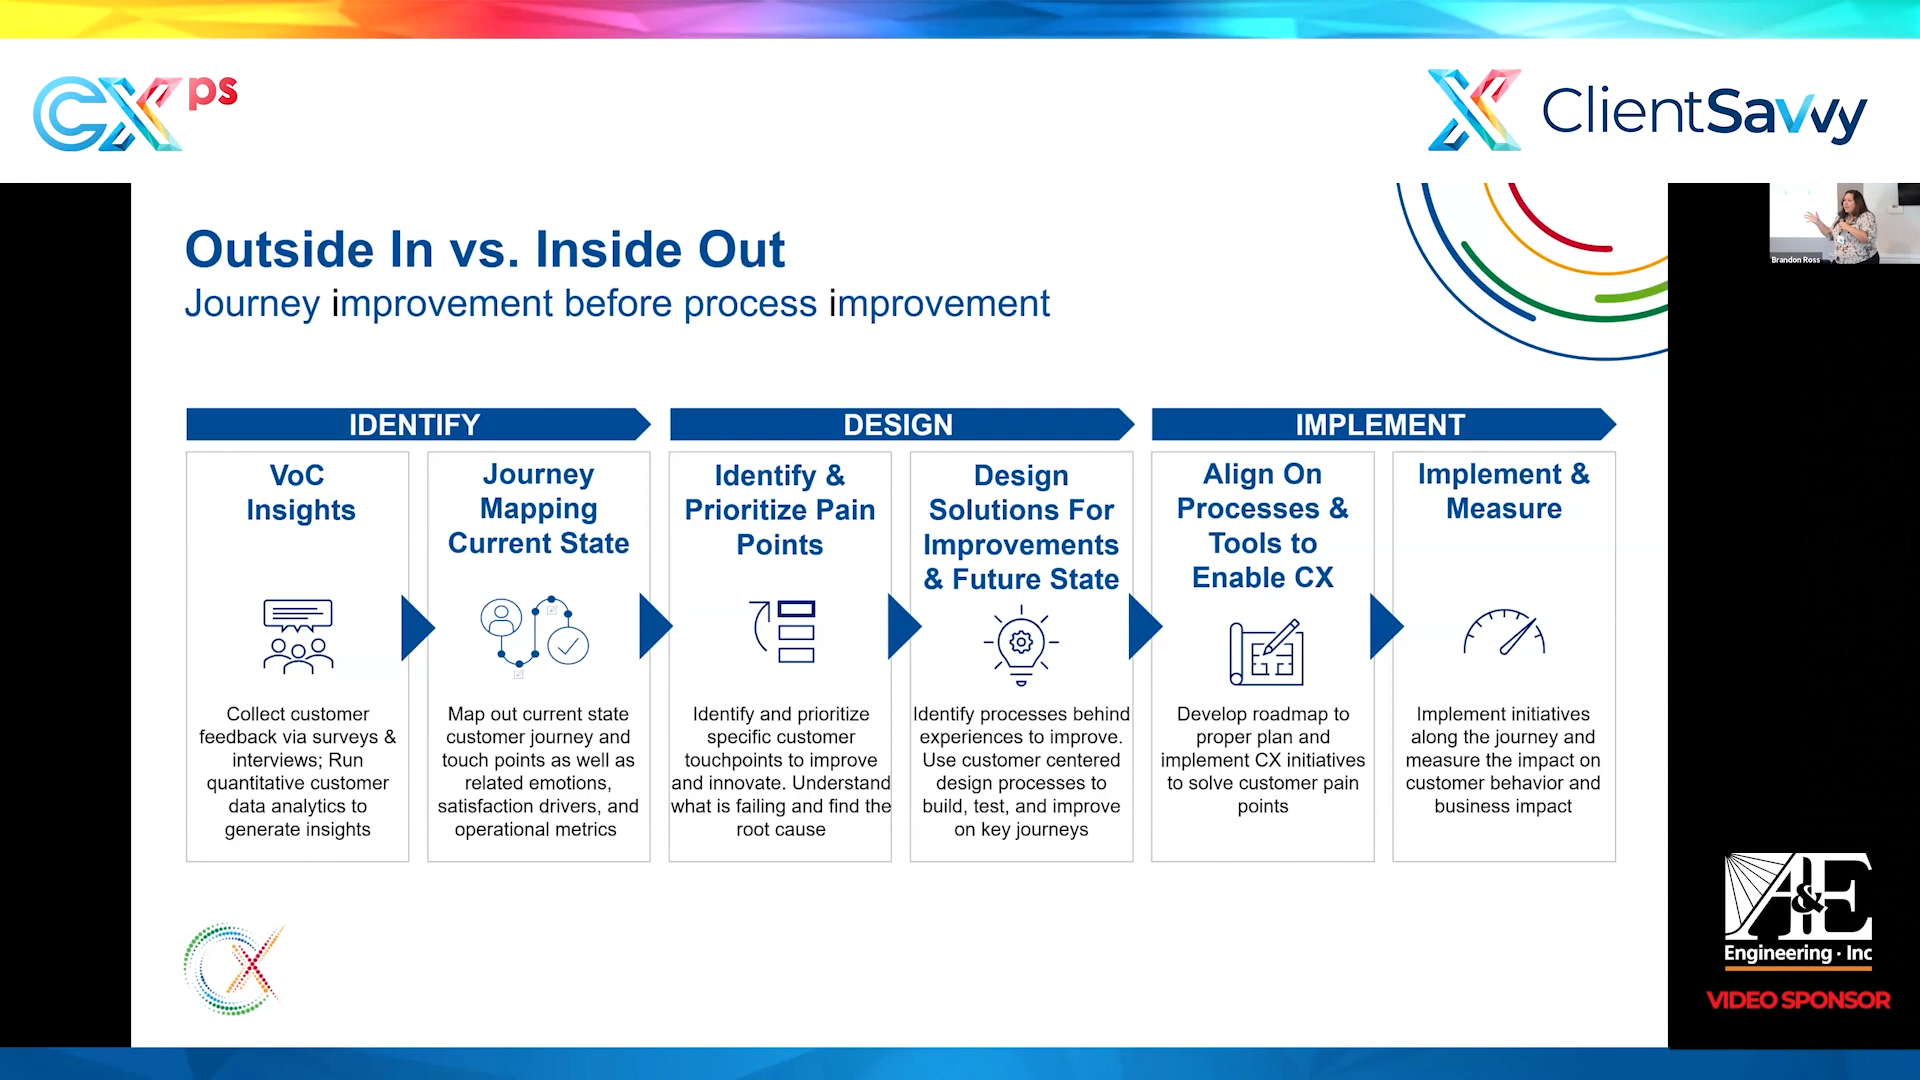 CX ps
ClientSavvy
Brandon Ross
Outside In vs. Inside Out
Journey improvement before process improvement
IDENTIFY
DESIGN
IMPLEMENT
VoC
Insights
Collect customer
feedback via surveys &
interviews; Run
quantitative customer
data analytics to
generate insights
Journey
Mapping
Current State
Map out current state
customer journey and
touch points as well as
related emotions,
satisfaction drivers, and
operational metrics
Identify &
Prioritize Pain
Points
Identify and prioritize
specific customer
touchpoints to improve
and innovate. Understand
what is failing and find the
root cause
Design
Solutions For
Improvements
& Future State
Identify processes behind
experiences to improve.
Use customer centered
design processes to
build, test, and improve
on key journeys
Align On
Processes &
Tools to
Enable CX
Develop roadmap to
proper plan and
implement CX initiatives
to solve customer pain
points
Implement &
Measure
Implement initiatives
along the journey and
measure the impact on
customer behavior and
business impact
CX
A&E
Engineering · Inc
VIDEO SPONSOR